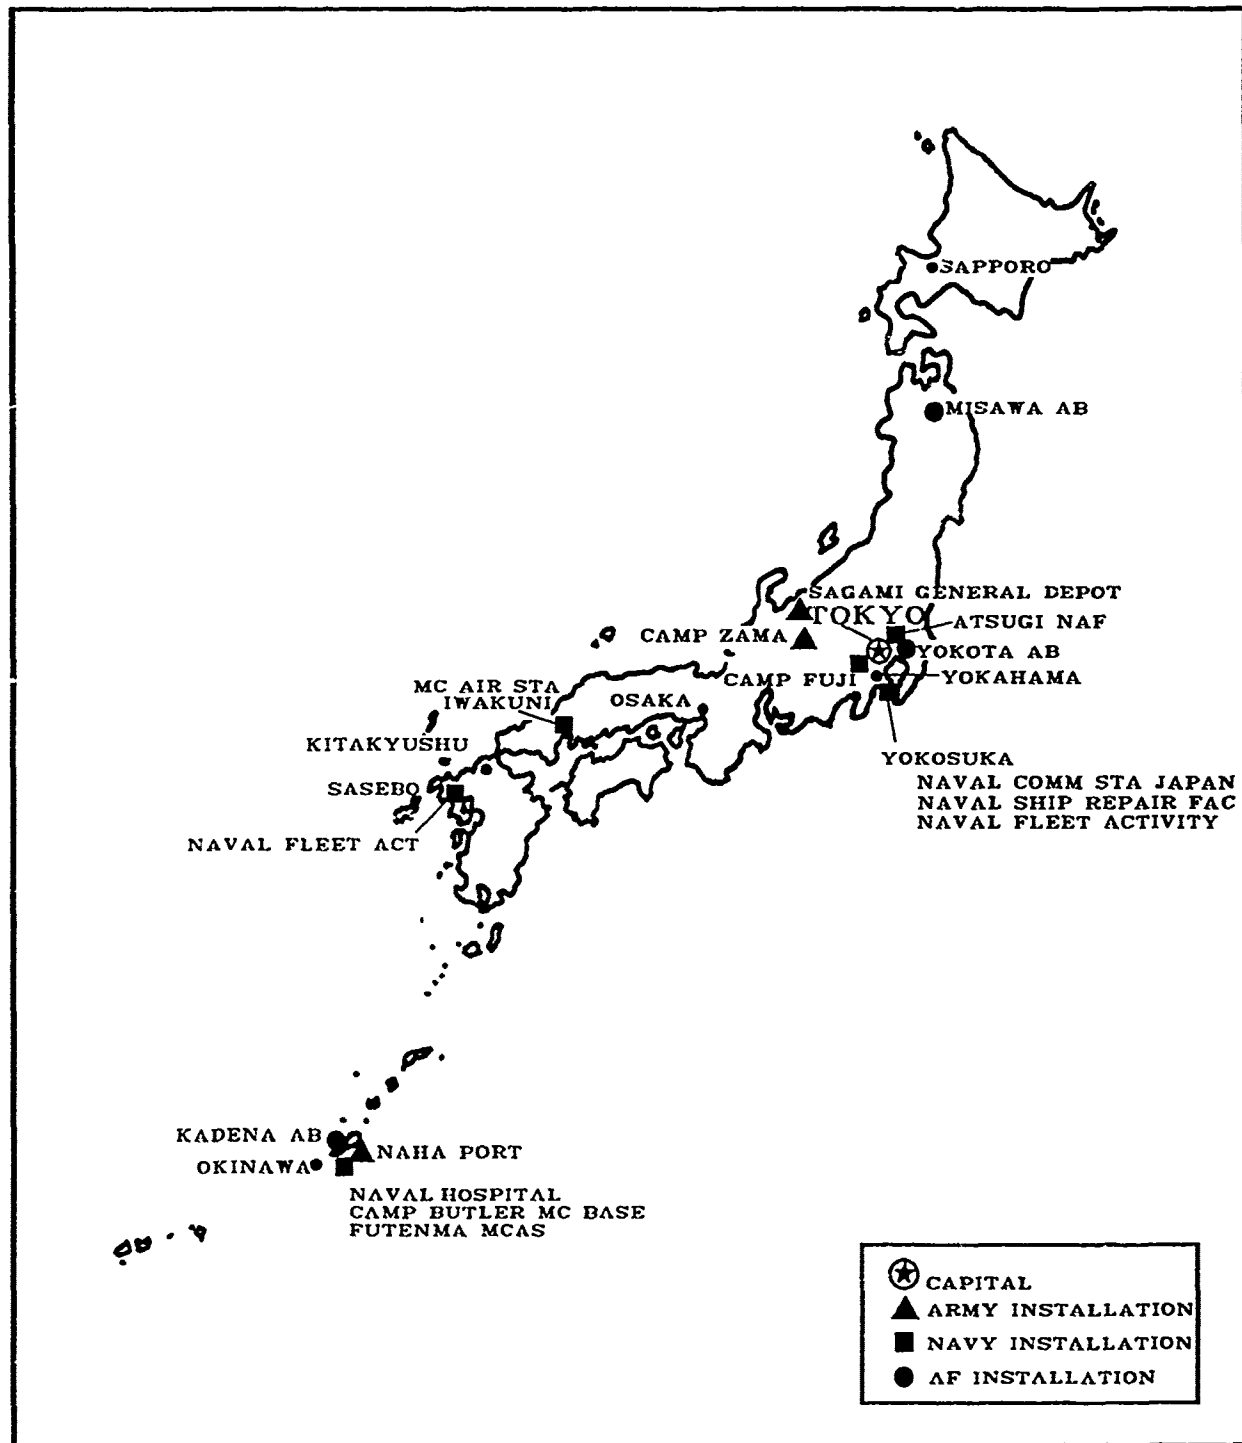 SAPPORO
MISAWA AB
SAGAMI GENERAL DEPOT
TOKYO
ATSUGI NAF
CAMP ZAMA
YOKOTA AB
CAMP FUJI
YOKAHAMA
MC AIR STA
IWAKUNI
OSAKA
KITAKYUSHU
YOKOSUKA
NAVAL COMM STA JAPAN
NAVAL SHIP REPAIR FAC
NAVAL FLEET ACTIVITY
SASEBO
NAVAL FLEET ACT
KADENA AB
NAHA PORT
OKINAWA
NAVAL HOSPITAL
CAMP BUTLER MC BASE
FUTENMA MCAS
CAPITAL
ARMY INSTALLATION
NAVY INSTALLATION
AF INSTALLATION